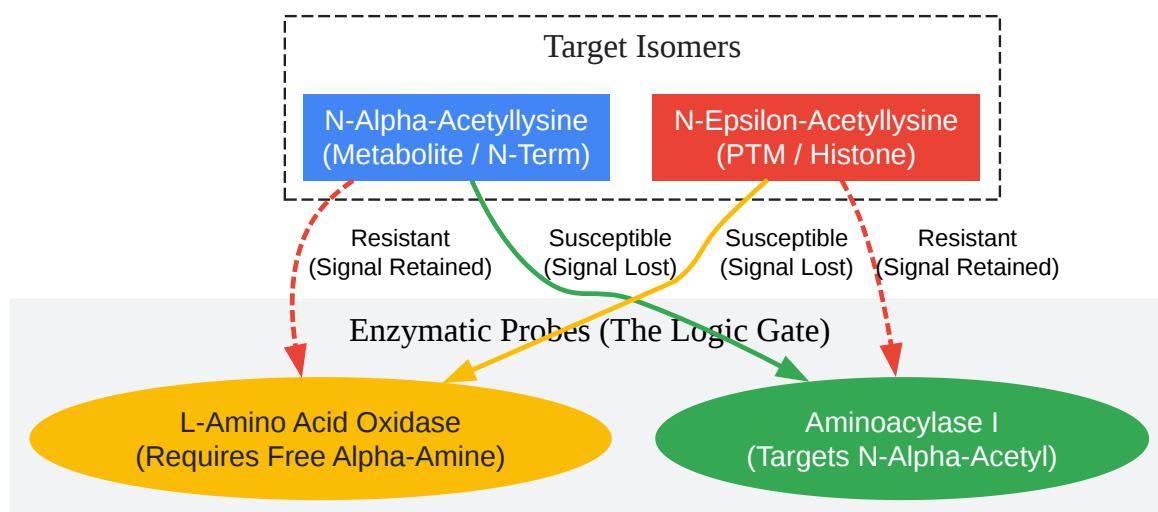 Target Isomers
N-Alpha-Acetyllysine
(Metabolite / N-Term)
N-Epsilon-Acetyllysine
(PTM / Histone)
Resistant
(Signal Retained)
Susceptible
(Signal Lost)
Susceptible
(Signal Lost)
Resistant
(Signal Retained)
Enzymatic Probes (The Logic Gate)
L-Amino Acid Oxidase
(Requires Free Alpha-Amine)
Aminoacylase I
(Targets N-Alpha-Acetyl)